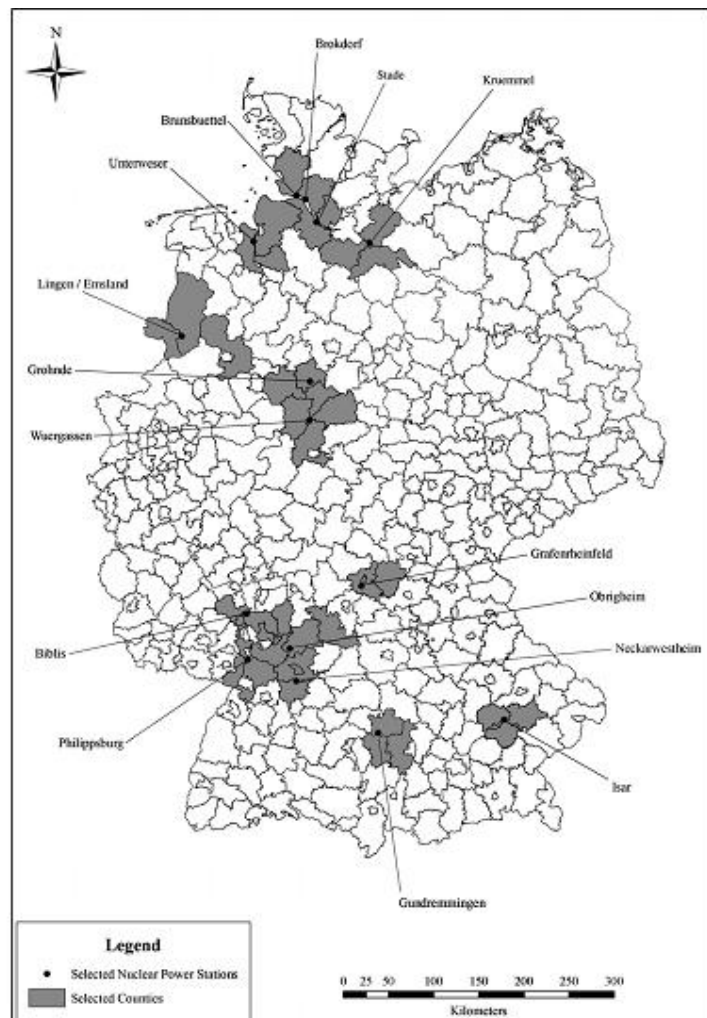 N
Brokdorf
Stade
Kruemmel
Brunsbuettel
Unterweser
Lingen / Emsland
Grohnde
Wuergassen
Grafenrheinfeld
Obrigheim
Biblis
Neckarwestheim
Philippsburg
Isar
Gundremmingen
Legend
Selected Nuclear Power Stations
Selected Counties
0 25 50 100 150 200 250 300
Kilometers